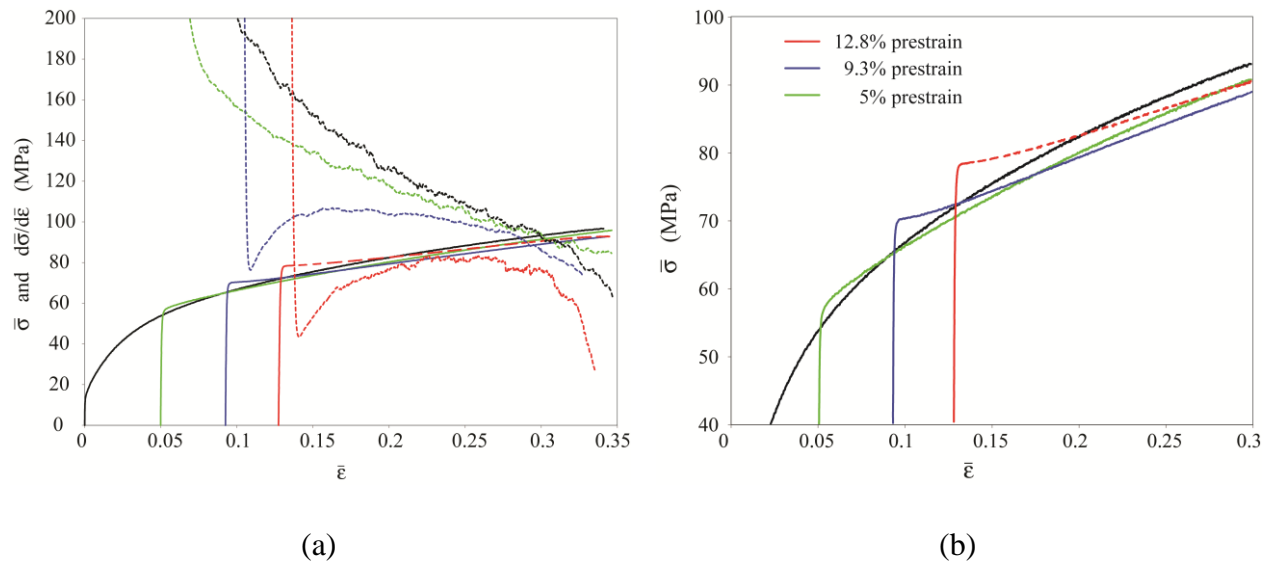 200
180
160
140
120
100
80
60
40
20
0
σ̄ and dσ̄/dε̄ (MPa)
0 0.05 0.1 0.15 0.2 0.25 0.3 0.35
ε̄
(a)
100
90
80
70
60
50
40
σ̄ (MPa)
12.8% prestrain
9.3% prestrain
5% prestrain
0 0.05 0.1 0.15 0.2 0.25 0.3
ε̄
(b)